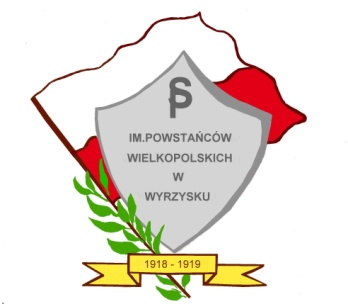 SP
IM.POWSTAŃCÓW
WIELKOPOLSKICH
W
WYRZYSKU
1918 - 1919